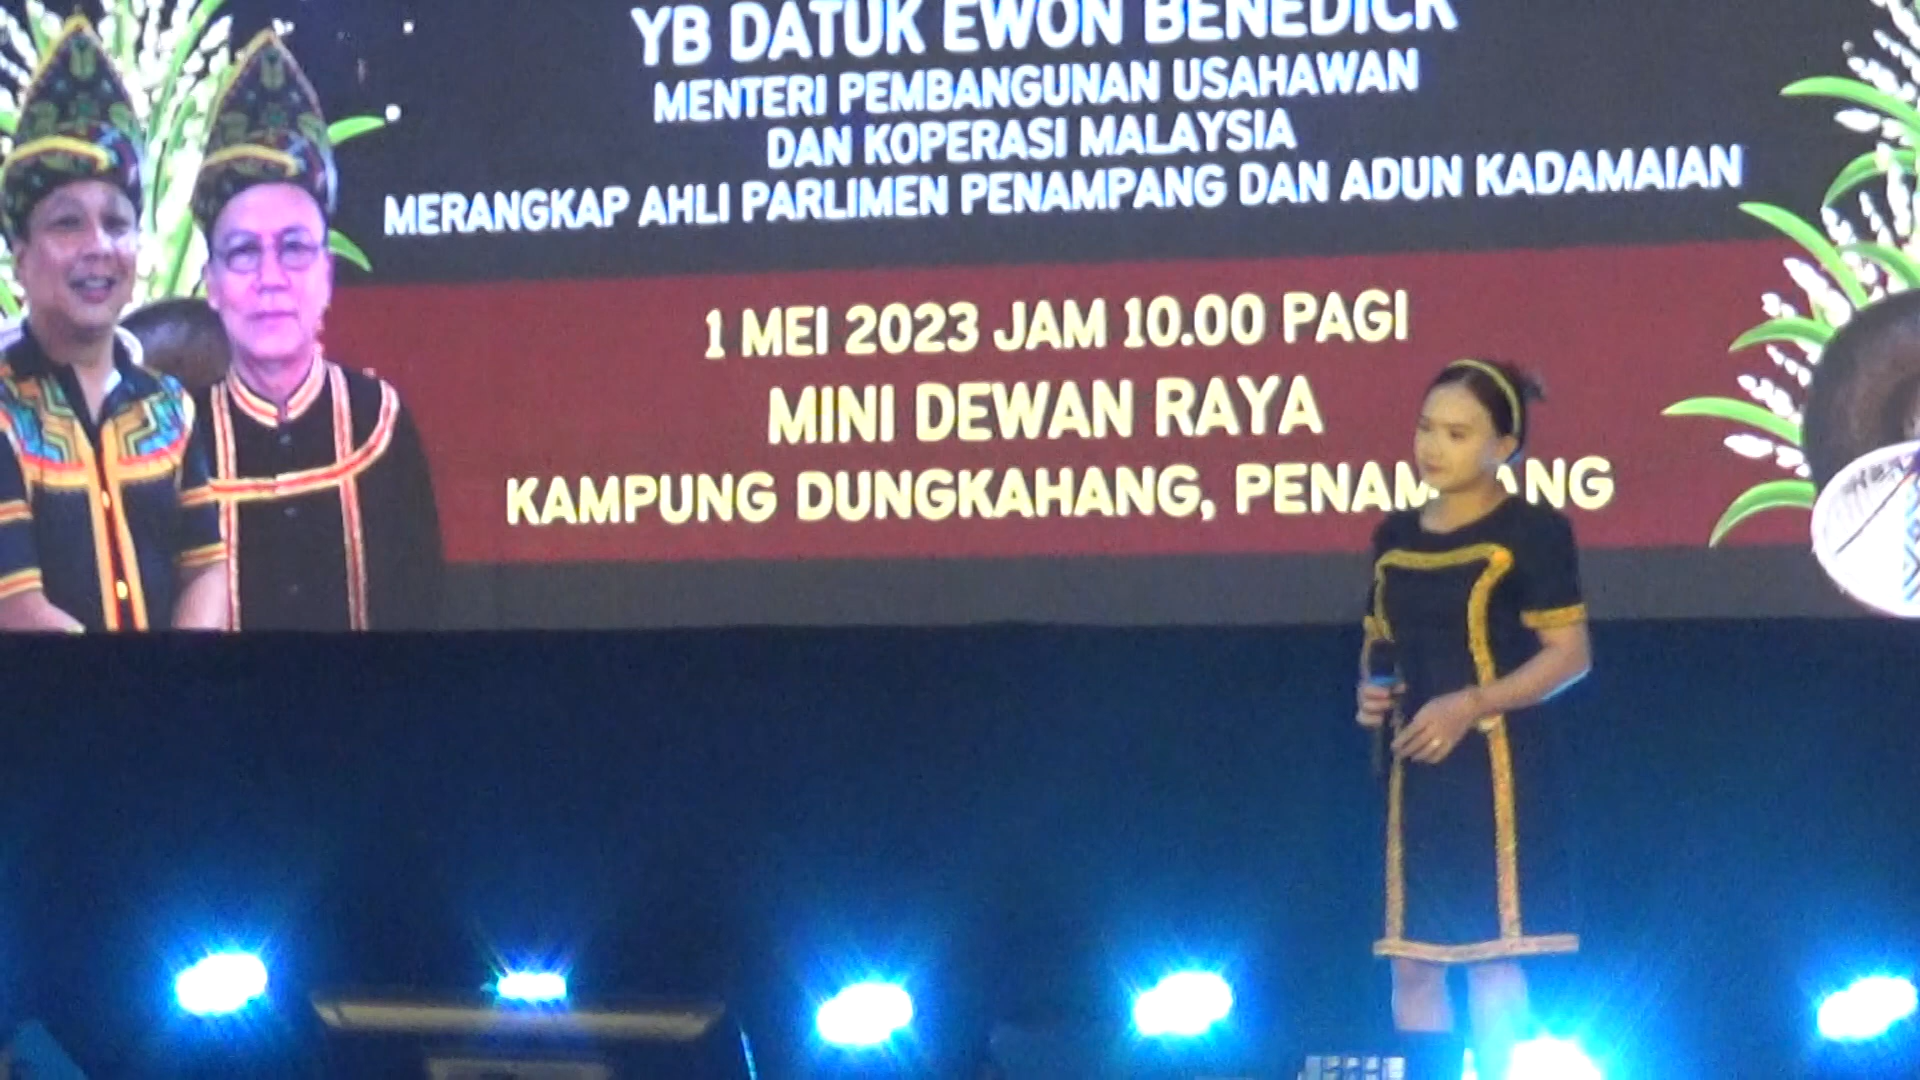 YB DATUK EWON BENEDICK
MENTERI PEMBANGUNAN USAHAWAN
DAN KOPERASI MALAYSIA
MERANGKAP AHLI PARLIMEN PENAMPANG DAN ADUN KADAMAIAN
1 MEI 2023 JAM 10.00 PAGI
MINI DEWAN RAYA
KAMPUNG DUNGKAHANG, PENAMPANG